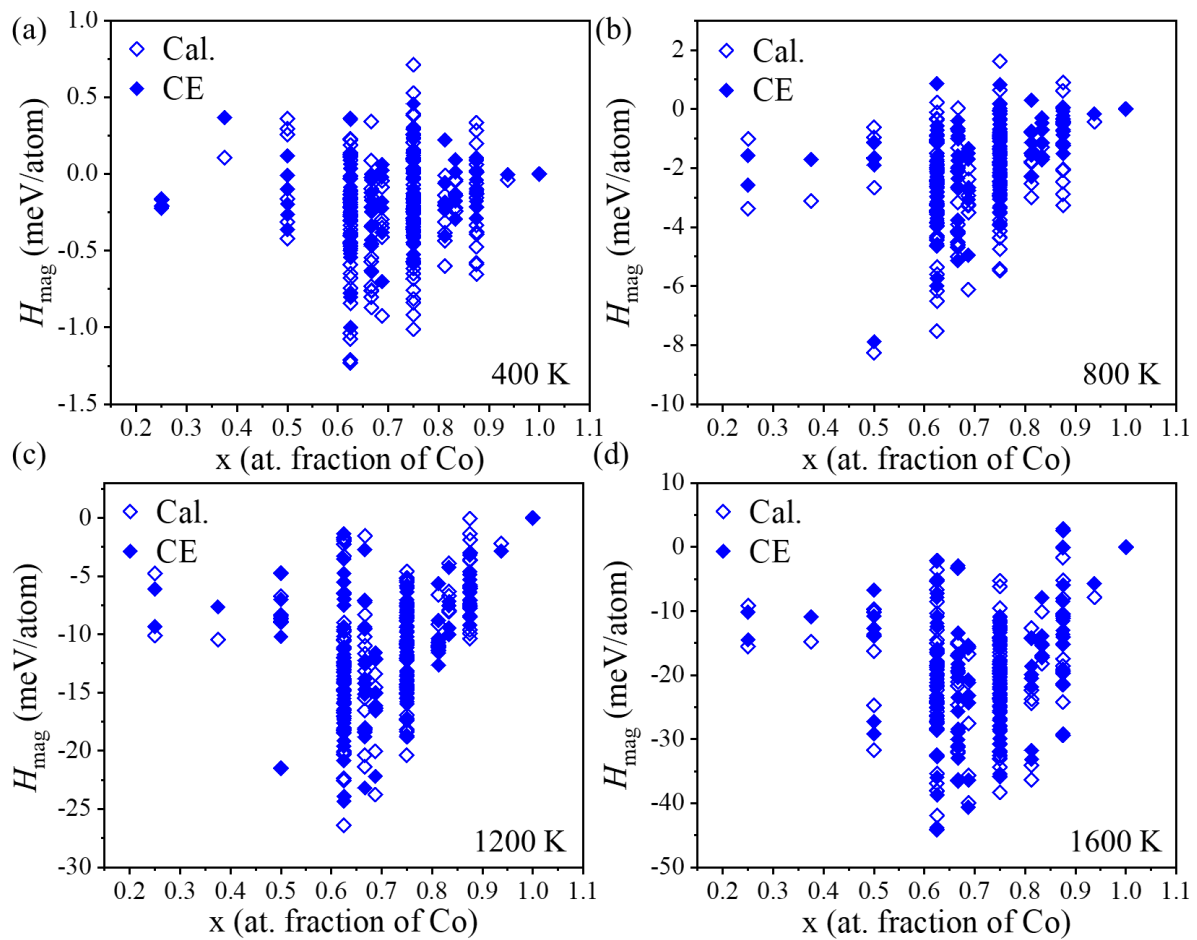 (a)
1.0
0.5
0.0
-0.5
-1.0
-1.5
H_mag (meV/atom)
Cal.
CE
400 K
0.2 0.3 0.4 0.5 0.6 0.7 0.8 0.9 1.0 1.1
x (at. fraction of Co)
(b)
2
0
-2
-4
-6
-8
-10
H_mag (meV/atom)
Cal.
CE
800 K
0.2 0.3 0.4 0.5 0.6 0.7 0.8 0.9 1.0 1.1
x (at. fraction of Co)
(c)
0
-5
-10
-15
-20
-25
-30
H_mag (meV/atom)
Cal.
CE
1200 K
0.2 0.3 0.4 0.5 0.6 0.7 0.8 0.9 1.0 1.1
x (at. fraction of Co)
(d)
10
0
-10
-20
-30
-40
-50
H_mag (meV/atom)
Cal.
CE
1600 K
0.2 0.3 0.4 0.5 0.6 0.7 0.8 0.9 1.0 1.1
x (at. fraction of Co)